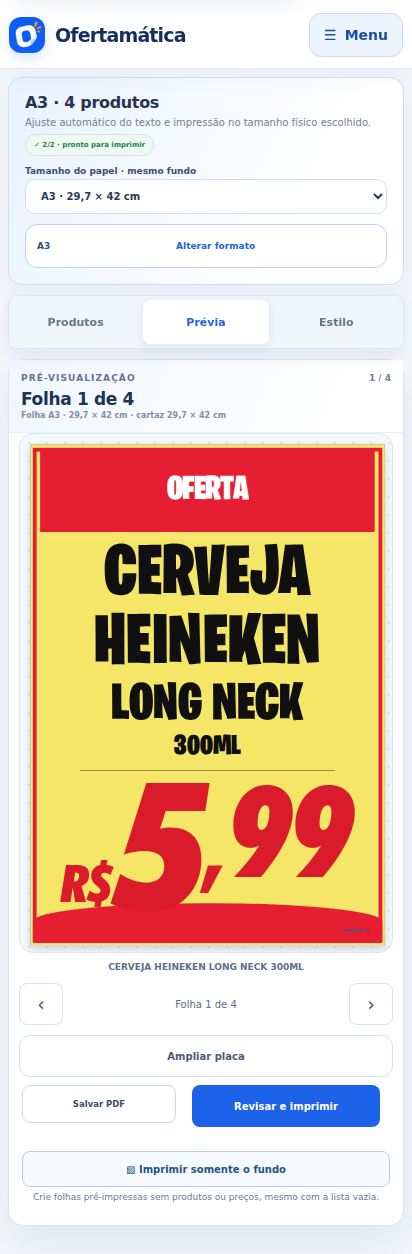 Ofertamática
☰ Menu
A3 · 4 produtos
Ajuste automático do texto e impressão no tamanho físico escolhido.
✓ 2/2 · pronto para imprimir
Tamanho do papel · mesmo fundo
A3 · 29,7 × 42 cm
A3
Alterar formato
Produtos
Prévia
Estilo
PRÉ-VISUALIZAÇÃO
1 / 4
Folha 1 de 4
Folha A3 · 29,7 × 42 cm · cartaz 29,7 × 42 cm
OFERTA
CERVEJA
HEINEKEN
LONG NECK
300ML
R$5,99
CERVEJA HEINEKEN LONG NECK 300ML
‹
Folha 1 de 4
›
Ampliar placa
Salvar PDF
Revisar e imprimir
▧ Imprimir somente o fundo
Crie folhas pré-impressas sem produtos ou preços, mesmo com a lista vazia.